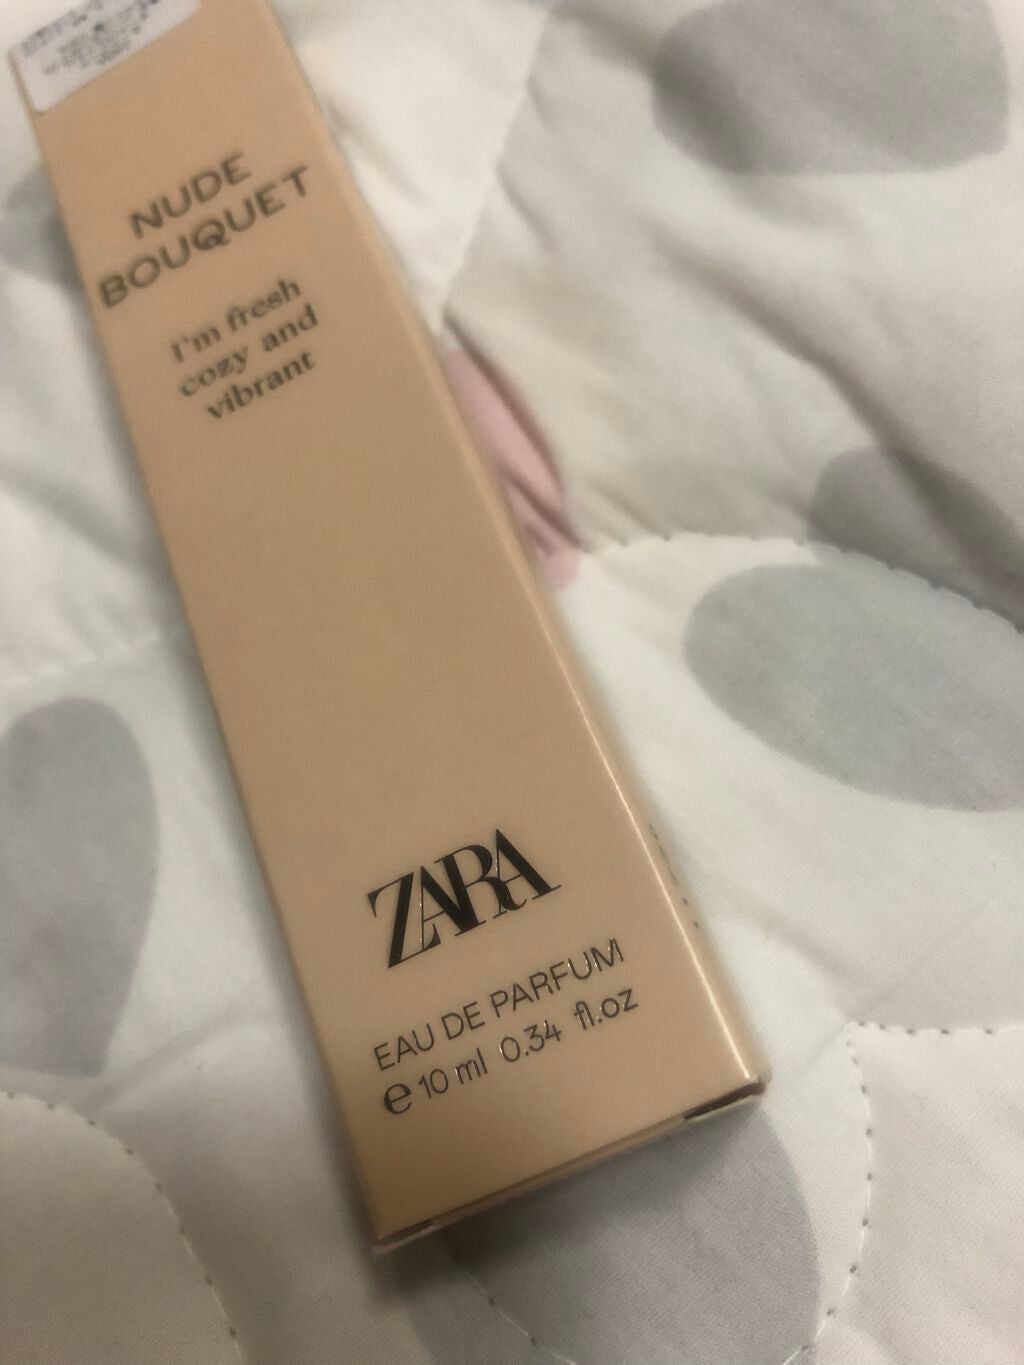 NUDE
BOUQUET
I'm fresh
cozy and
vibrant
ZARA
EAU DE PARFUM
℮ 10 ml 0.34 fl.oz